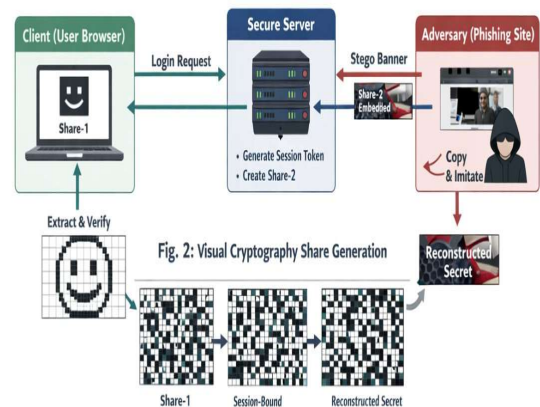 Client (User Browser)
Share-1
Login Request
Secure Server
• Generate Session Token
• Create Share-2
Stego Banner
Share-2
Embedded
Adversary (Phishing Site)
Copy
& Imitate
Extract & Verify
Fig. 2: Visual Cryptography Share Generation
Reconstructed
Secret
Share-1
Session-Bound
Reconstructed Secret